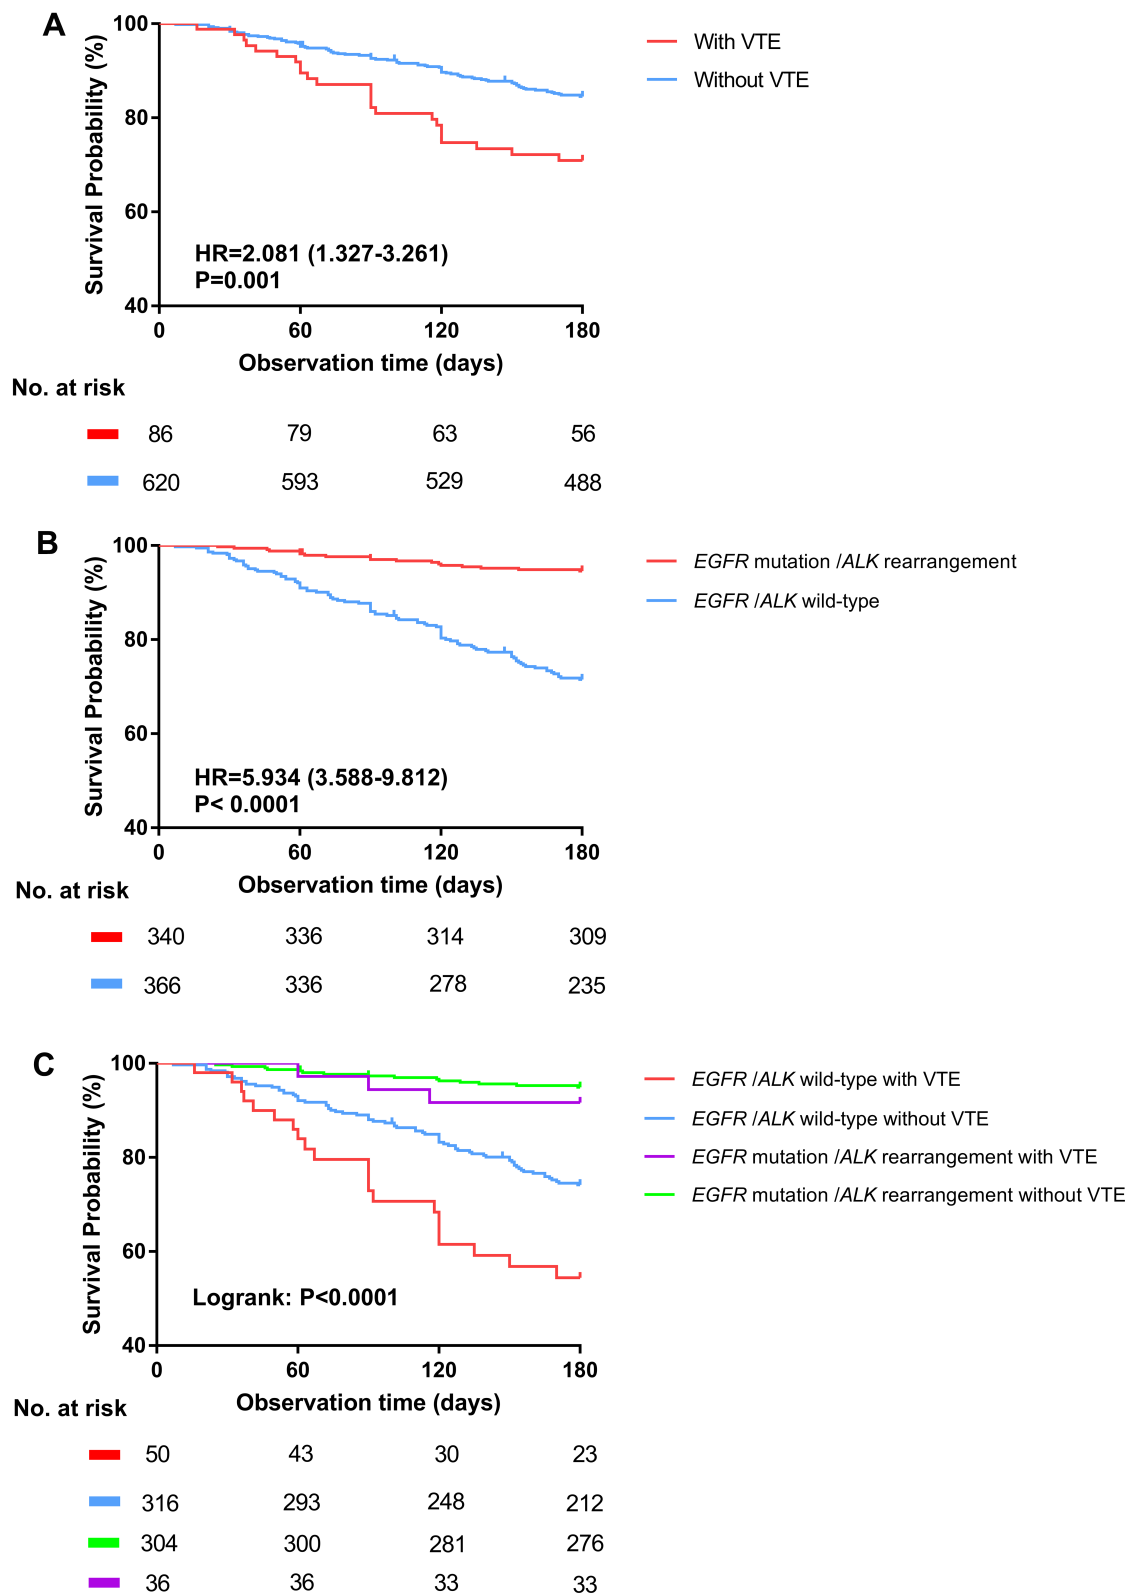 A
100
80
60
40
Survival Probability (%)
0 60 120 180
Observation time (days)
HR=2.081 (1.327-3.261)
P=0.001
With VTE
Without VTE
No. at risk
86 79 63 56
620 593 529 488
B
100
80
60
40
Survival Probability (%)
0 60 120 180
Observation time (days)
HR=5.934 (3.588-9.812)
P< 0.0001
EGFR mutation /ALK rearrangement
EGFR /ALK wild-type
No. at risk
340 336 314 309
366 336 278 235
C
100
80
60
40
Survival Probability (%)
0 60 120 180
Observation time (days)
Logrank: P<0.0001
EGFR /ALK wild-type with VTE
EGFR /ALK wild-type without VTE
EGFR mutation /ALK rearrangement with VTE
EGFR mutation /ALK rearrangement without VTE
No. at risk
50 43 30 23
316 293 248 212
304 300 281 276
36 36 33 33